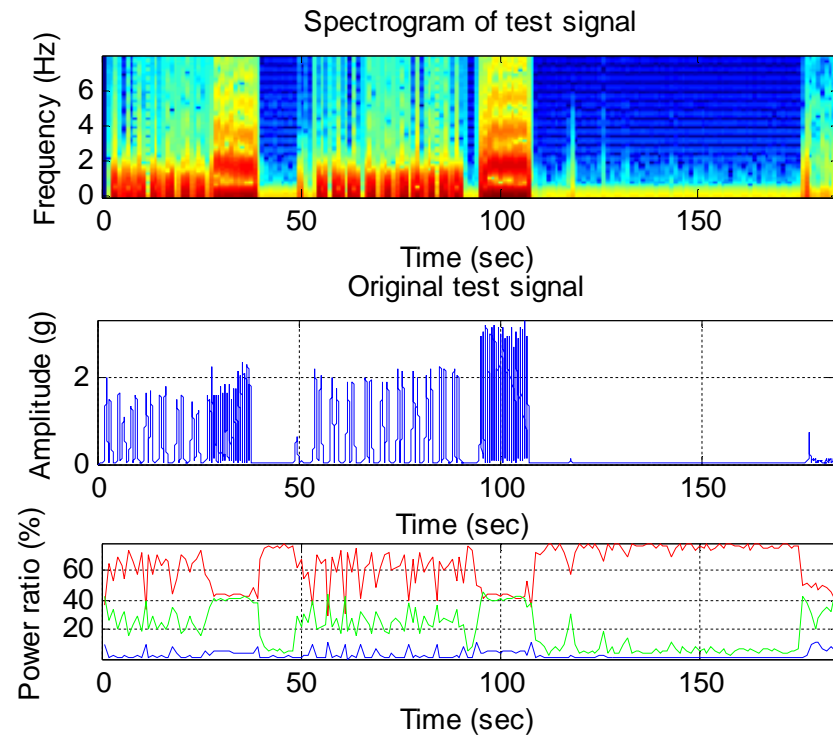 Spectrogram of test signal
Frequency (Hz)
6
4
2
0
0 50 100 150
Time (sec)
Original test signal
Amplitude (g)
2
0
0 50 100 150
Time (sec)
Power ratio (%)
60
40
20
0 50 100 150
Time (sec)